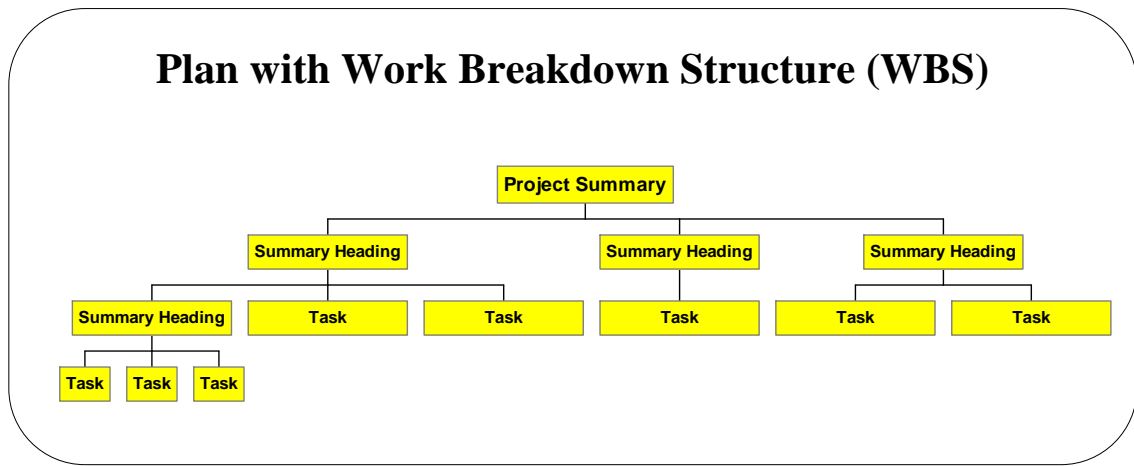 Plan with Work Breakdown Structure (WBS)
Project Summary
Summary Heading
Summary Heading
Summary Heading
Summary Heading
Task
Task
Task
Task
Task
Task
Task
Task